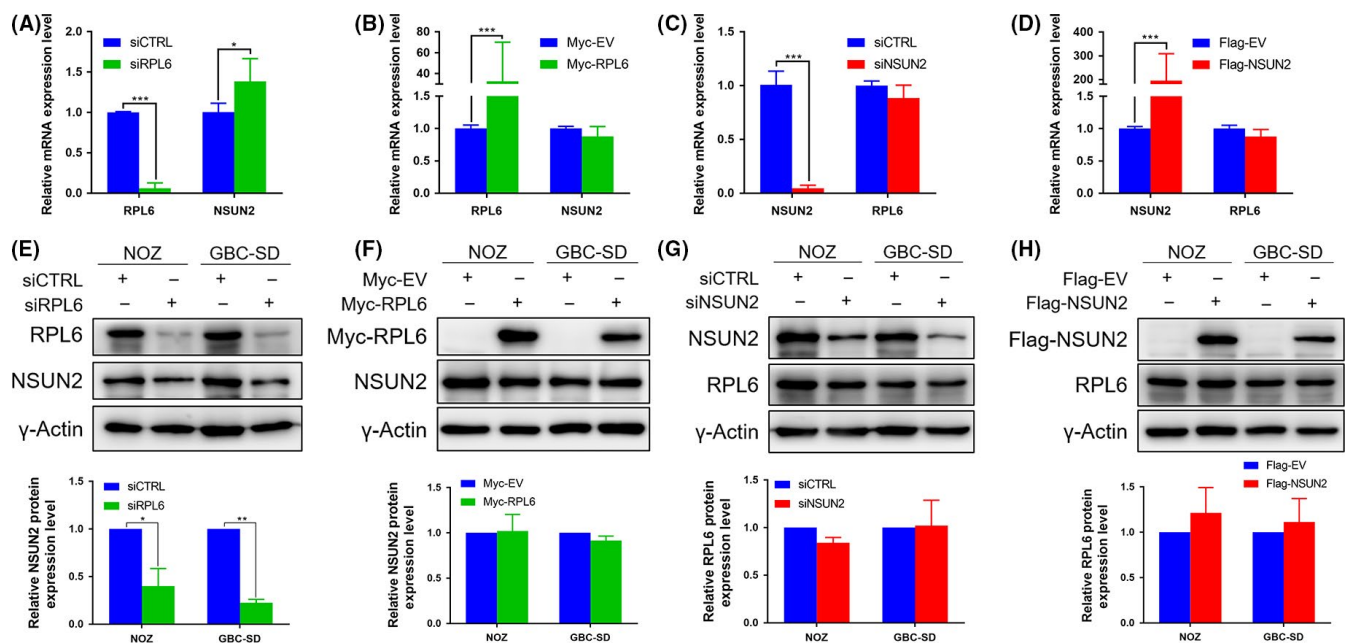 (A)
Relative mRNA expression level
2.0
1.5
1.0
0.5
0.0
siCTRL
siRPL6
***
*
RPL6 NSUN2
(B)
Relative mRNA expression level
80
60
40
20
1.5
1.0
0.5
0.0
***
Myc-EV
Myc-RPL6
RPL6 NSUN2
(C)
Relative mRNA expression level
1.5
1.0
0.5
0.0
siCTRL
siNSUN2
***
NSUN2 RPL6
(D)
Relative mRNA expression level
400
300
200
100
1.5
1.0
0.5
0.0
***
Flag-EV
Flag-NSUN2
NSUN2 RPL6
(E)
NOZ GBC-SD
siCTRL + – + –
siRPL6 – + – +
RPL6
NSUN2
γ-Actin
Relative NSUN2 protein
expression level
1.5
1.0
0.5
0.0
siCTRL
siRPL6
*
**
NOZ GBC-SD
(F)
NOZ GBC-SD
Myc-EV + – + –
Myc-RPL6 – + – +
Myc-RPL6
NSUN2
γ-Actin
Relative NSUN2 protein
expression level
1.5
1.0
0.5
0.0
Myc-EV
Myc-RPL6
NOZ GBC-SD
(G)
NOZ GBC-SD
siCTRL + – + –
siNSUN2 – + – +
NSUN2
RPL6
γ-Actin
Relative RPL6 protein
expression level
1.5
1.0
0.5
0.0
siCTRL
siNSUN2
NOZ GBC-SD
(H)
NOZ GBC-SD
Flag-EV + – + –
Flag-NSUN2 – + – +
Flag-NSUN2
RPL6
γ-Actin
Relative RPL6 protein
expression level
1.5
1.0
0.5
0.0
Flag-EV
Flag-NSUN2
NOZ GBC-SD